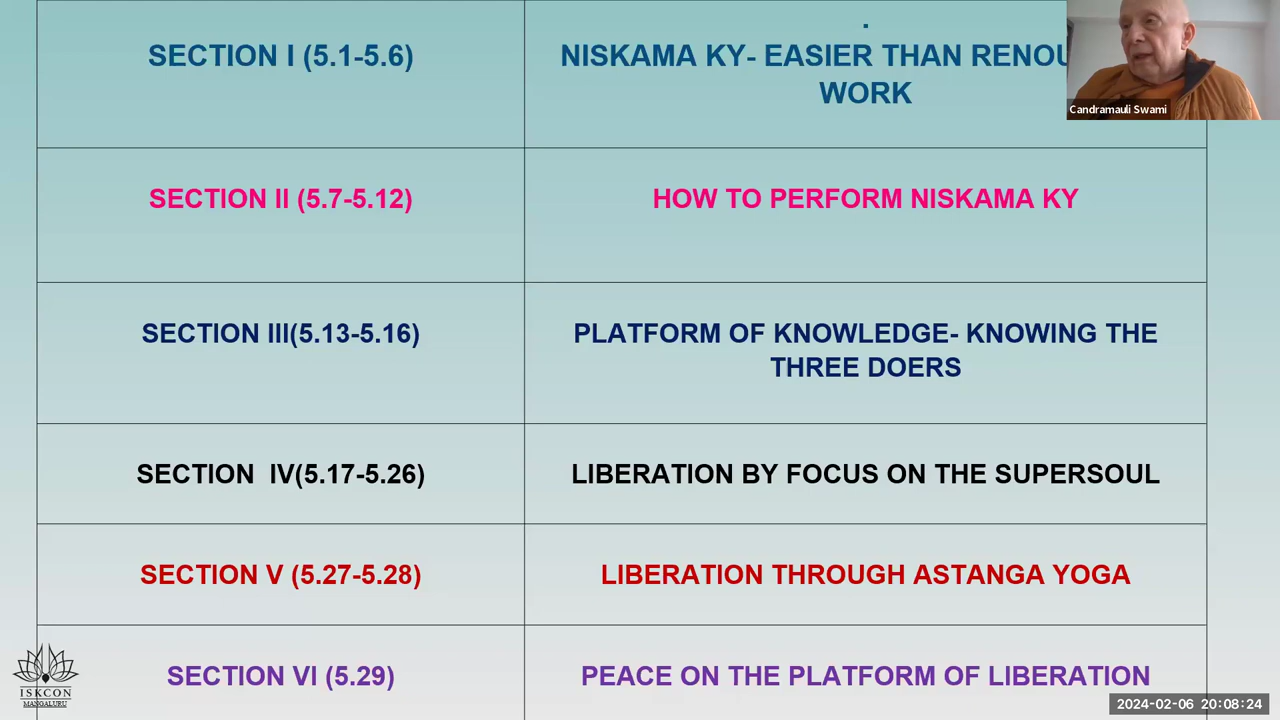 SECTION I (5.1-5.6)
NISKAMA KY- EASIER THAN
WORK
Candramauli Swami
SECTION II (5.7-5.12)
HOW TO PERFORM NISKAMA KY
SECTION III(5.13-5.16)
PLATFORM OF KNOWLEDGE- KNOWING THE
THREE DOERS
SECTION IV(5.17-5.26)
LIBERATION BY FOCUS ON THE SUPERSOUL
SECTION V (5.27-5.28)
LIBERATION THROUGH ASTANGA YOGA
SECTION VI (5.29)
PEACE ON THE PLATFORM OF LIBERATION
ISKCON
MANGALURU
2024-02-06 20:08:24